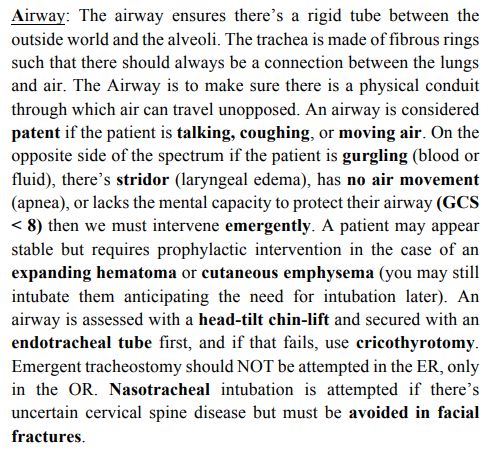 Airway: The airway ensures there’s a rigid tube between the
outside world and the alveoli. The trachea is made of fibrous rings
such that there should always be a connection between the lungs
and air. The Airway is to make sure there is a physical conduit
through which air can travel unopposed. An airway is considered
patent if the patient is talking, coughing, or moving air. On the
opposite side of the spectrum if the patient is gurgling (blood or
fluid), there’s stridor (laryngeal edema), has no air movement
(apnea), or lacks the mental capacity to protect their airway (GCS
< 8) then we must intervene emergently. A patient may appear
stable but requires prophylactic intervention in the case of an
expanding hematoma or cutaneous emphysema (you may still
intubate them anticipating the need for intubation later). An
airway is assessed with a head-tilt chin-lift and secured with an
endotracheal tube first, and if that fails, use cricothyrotomy.
Emergent tracheostomy should NOT be attempted in the ER, only
in the OR. Nasotracheal intubation is attempted if there’s
uncertain cervical spine disease but must be avoided in facial
fractures.